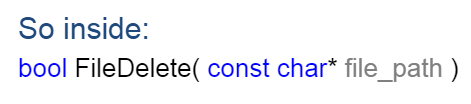 So inside:
bool FileDelete( const char* file_path )